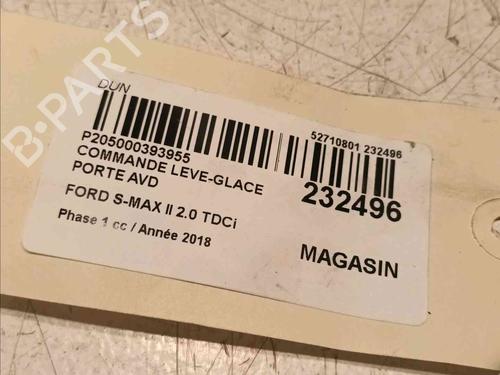 DUN
P205000393955
COMMANDE LEVE-GLACE
PORTE AVD
FORD S-MAX II 2.0 TDCi
Phase 1 cc / Année 2018
52710801 232496
232496
MAGASIN
B-PARTS